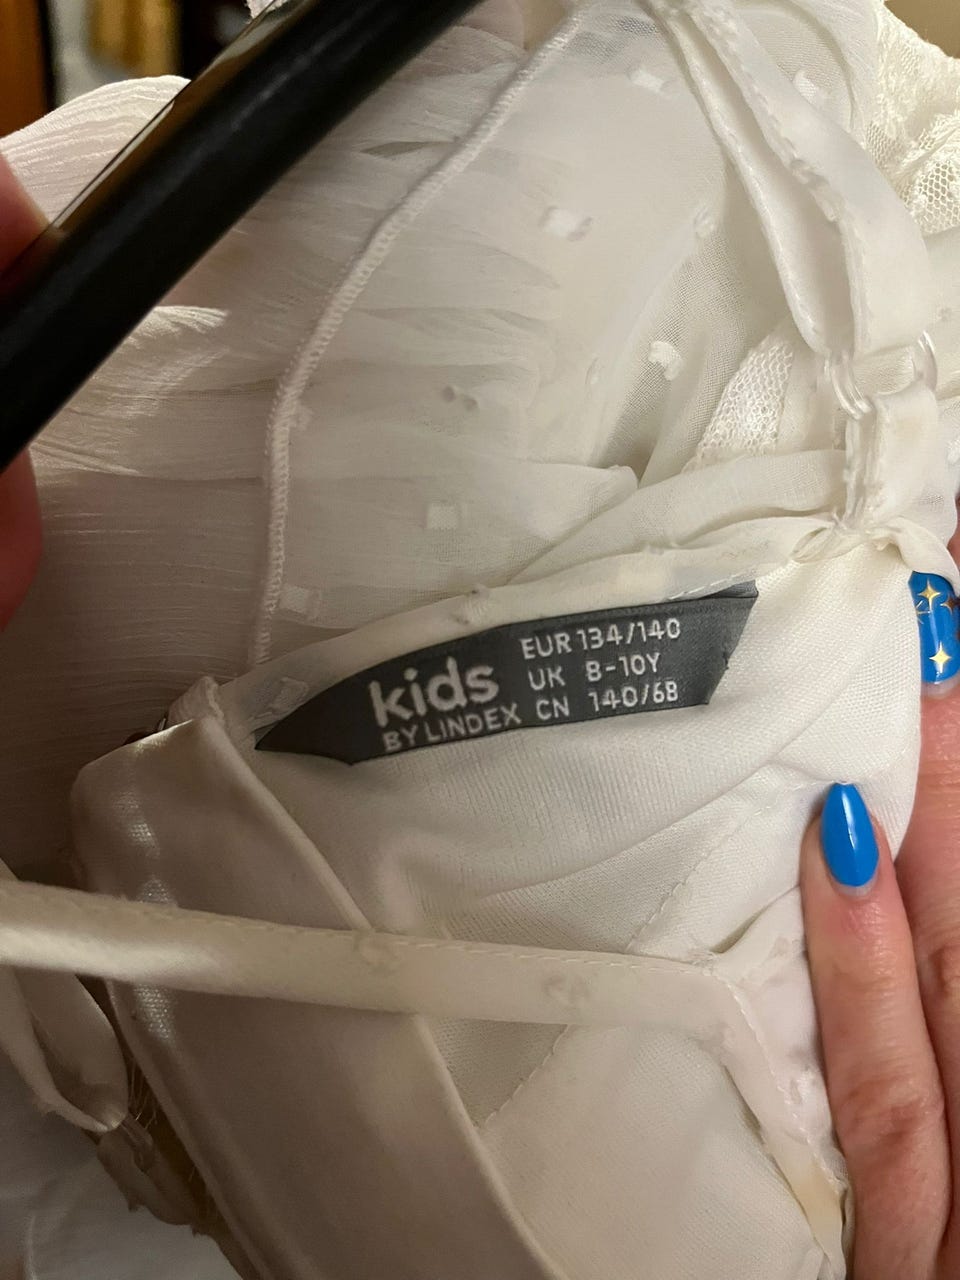 kids
BY LINDEX
EUR 134/140
UK 8-10Y
CN 140/68